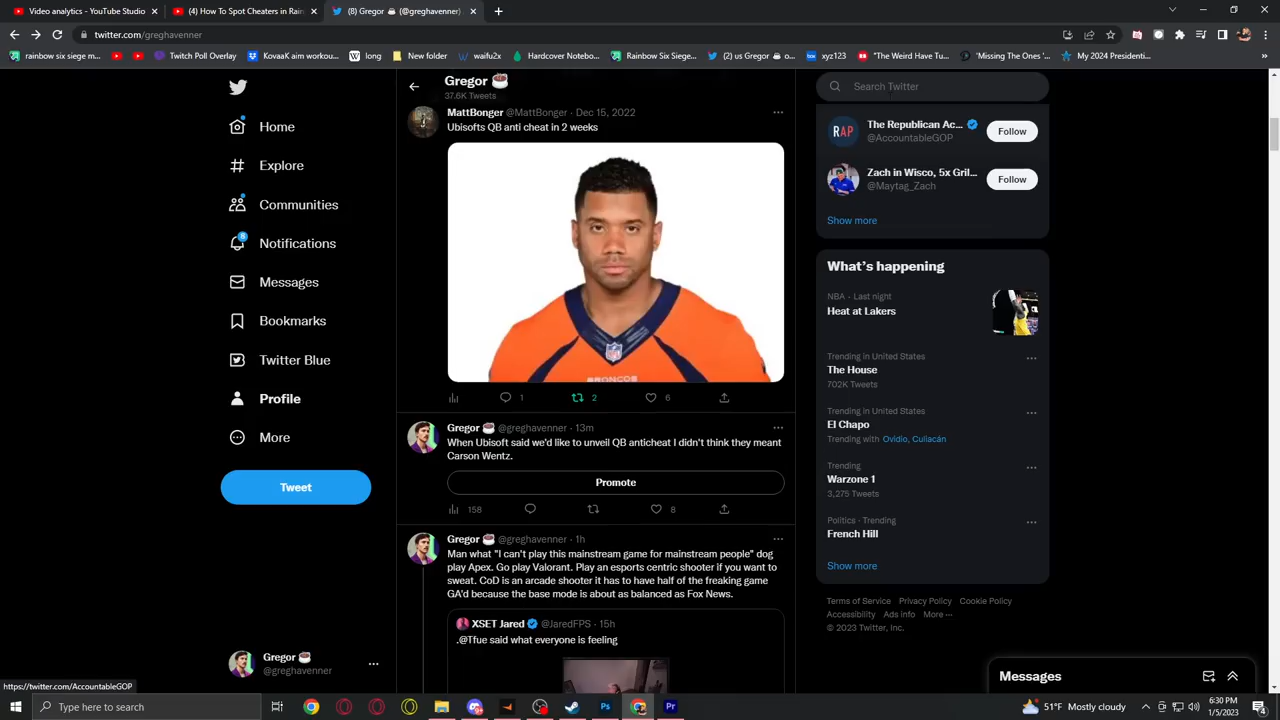 Video analytics - YouTube Studio
(4) How To Spot Cheaters in Rain
(8) Gregor ☕ (@greghavenner)
twitter.com/greghavenner
rainbow six siege m...
Twitch Poll Overlay
KovaaK aim workou...
long
New folder
waifu2x
Hardcover Notebo...
Rainbow Six Siege...
(2) us Gregor ☕ o...
xyz123
"The Weird Have Tu...
'Missing The Ones' ...
My 2024 Presidenti...
»
Home
Explore
Communities
8
Notifications
Messages
Bookmarks
Twitter Blue
Profile
More
Tweet
Gregor ☕
@greghavenner
Gregor ☕
37.6K Tweets
MattBonger @MattBonger · Dec 15, 2022
Ubisofts QB anti cheat in 2 weeks
BRONCOS
1
2
6
Gregor ☕ @greghavenner · 13m
When Ubisoft said we'd like to unveil QB anticheat I didn't think they meant
Carson Wentz.
Promote
158
8
Gregor ☕ @greghavenner · 1h
Man what "I can't play this mainstream game for mainstream people" dog
play Apex. Go play Valorant. Play an esports centric shooter if you want to
sweat. CoD is an arcade shooter it has to have half of the freaking game
GA'd because the base mode is about as balanced as Fox News.
XSET Jared @JaredFPS · 15h
.@Tfue said what everyone is feeling
Search Twitter
RAP
The Republican Ac...
@AccountableGOP
Follow
Zach in Wisco, 5x Gril...
@Maytag_Zach
Follow
Show more
What's happening
NBA · Last night
Heat at Lakers
Trending in United States
The House
702K Tweets
Trending in United States
El Chapo
Trending with Ovidio, Culiacán
Trending
Warzone 1
3,275 Tweets
Politics · Trending
French Hill
Show more
Terms of Service Privacy Policy Cookie Policy
Accessibility Ads info More ···
© 2023 Twitter, Inc.
Messages
https://twitter.com/AccountableGOP
Type here to search
51°F Mostly cloudy
6:30 PM
1/5/2023